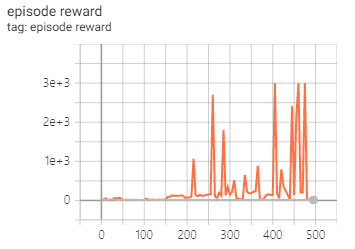 episode reward
tag: episode reward
3e+3
2e+3
1e+3
0
0 100 200 300 400 500